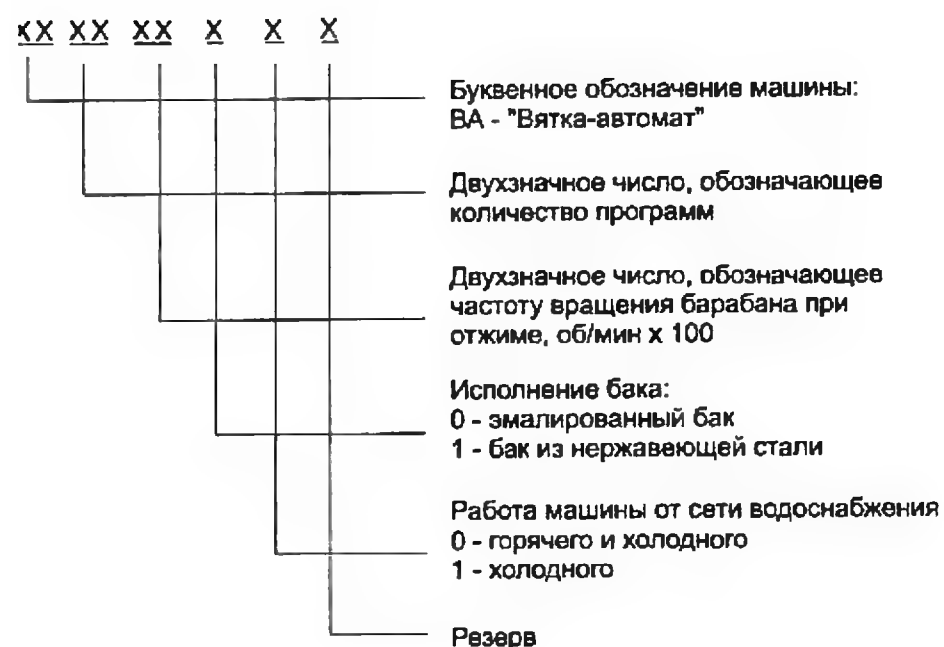 XX XX XX X X X
Буквенное обозначение машины:
ВА - "Вятка-автомат"
Двухзначное число, обозначающее
количество программ
Двухзначное число, обозначающее
частоту вращения барабана при
отжиме, об/мин x 100
Исполнение бака:
0 - эмалированный бак
1 - бак из нержавеющей стали
Работа машины от сети водоснабжения
0 - горячего и холодного
1 - холодного
Резерв